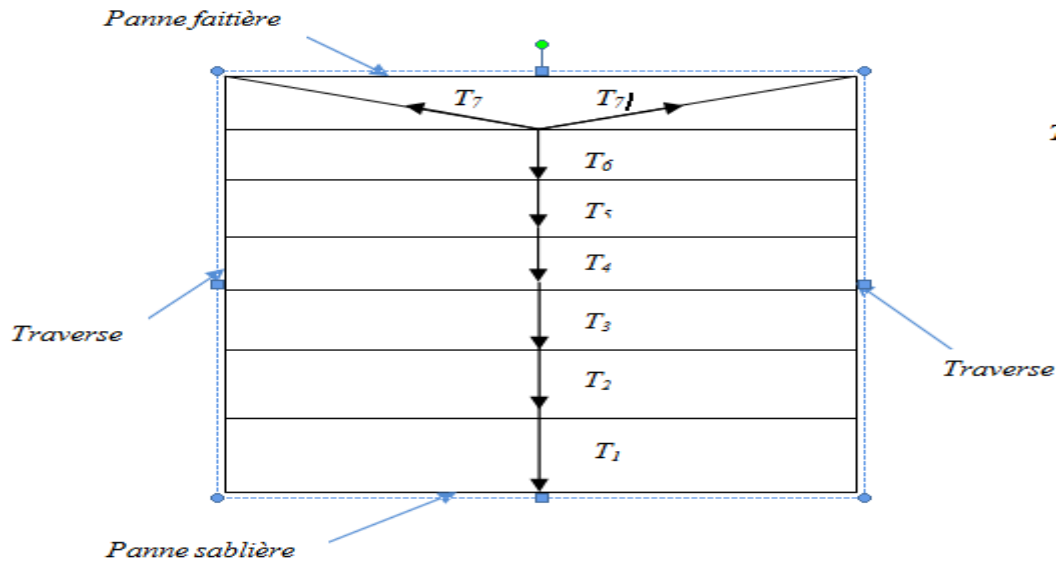 Panne faitière
T7 T7
T
T6
T5
T4
T3
Traverse
Traverse
T2
T1
Panne sablière